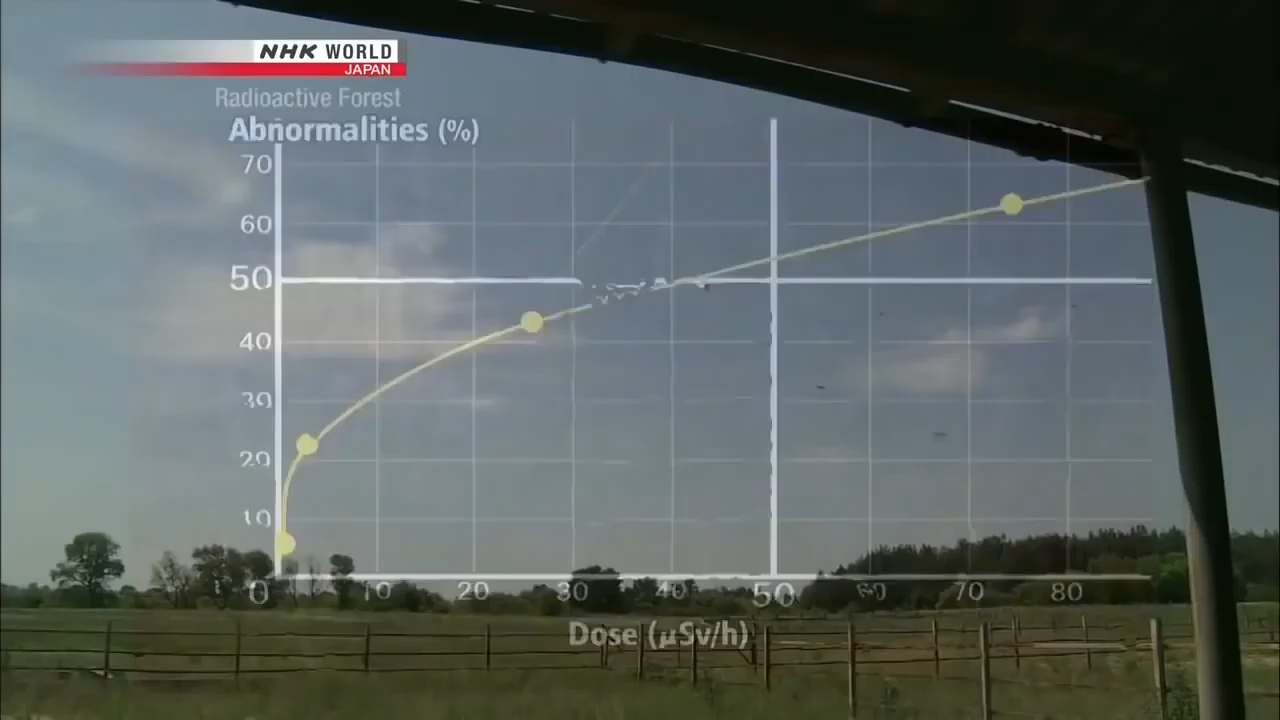 NHK WORLD
JAPAN
Radioactive Forest
Abnormalities (%)
70
60
50
40
30
20
10
0 10 20 30 40 50 60 70 80
Dose (μSv/h)